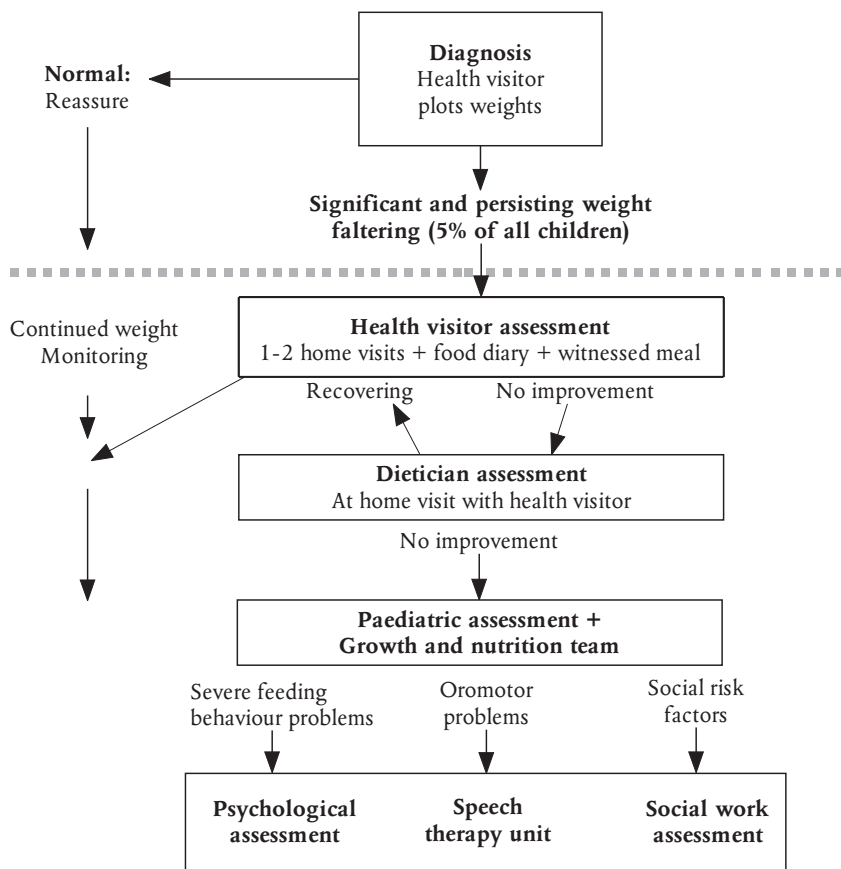 Diagnosis
Health visitor
plots weights
Normal:
Reassure
Significant and persisting weight
faltering (5% of all children)
Continued weight
Monitoring
Health visitor assessment
1-2 home visits + food diary + witnessed meal
Recovering
No improvement
Dietician assessment
At home visit with health visitor
No improvement
Paediatric assessment +
Growth and nutrition team
Severe feeding
behaviour problems
Oromotor
problems
Social risk
factors
Psychological
assessment
Speech
therapy unit
Social work
assessment